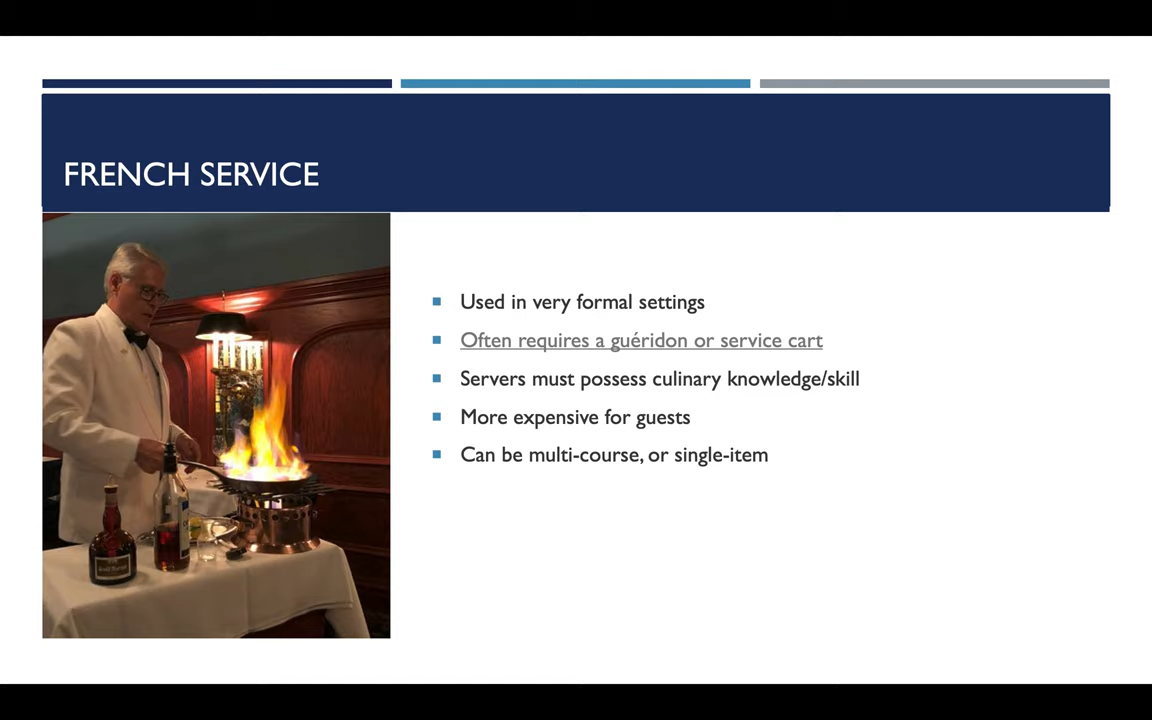 FRENCH SERVICE
Used in very formal settings
Often requires a guéridon or service cart
Servers must possess culinary knowledge/skill
More expensive for guests
Can be multi-course, or single-item